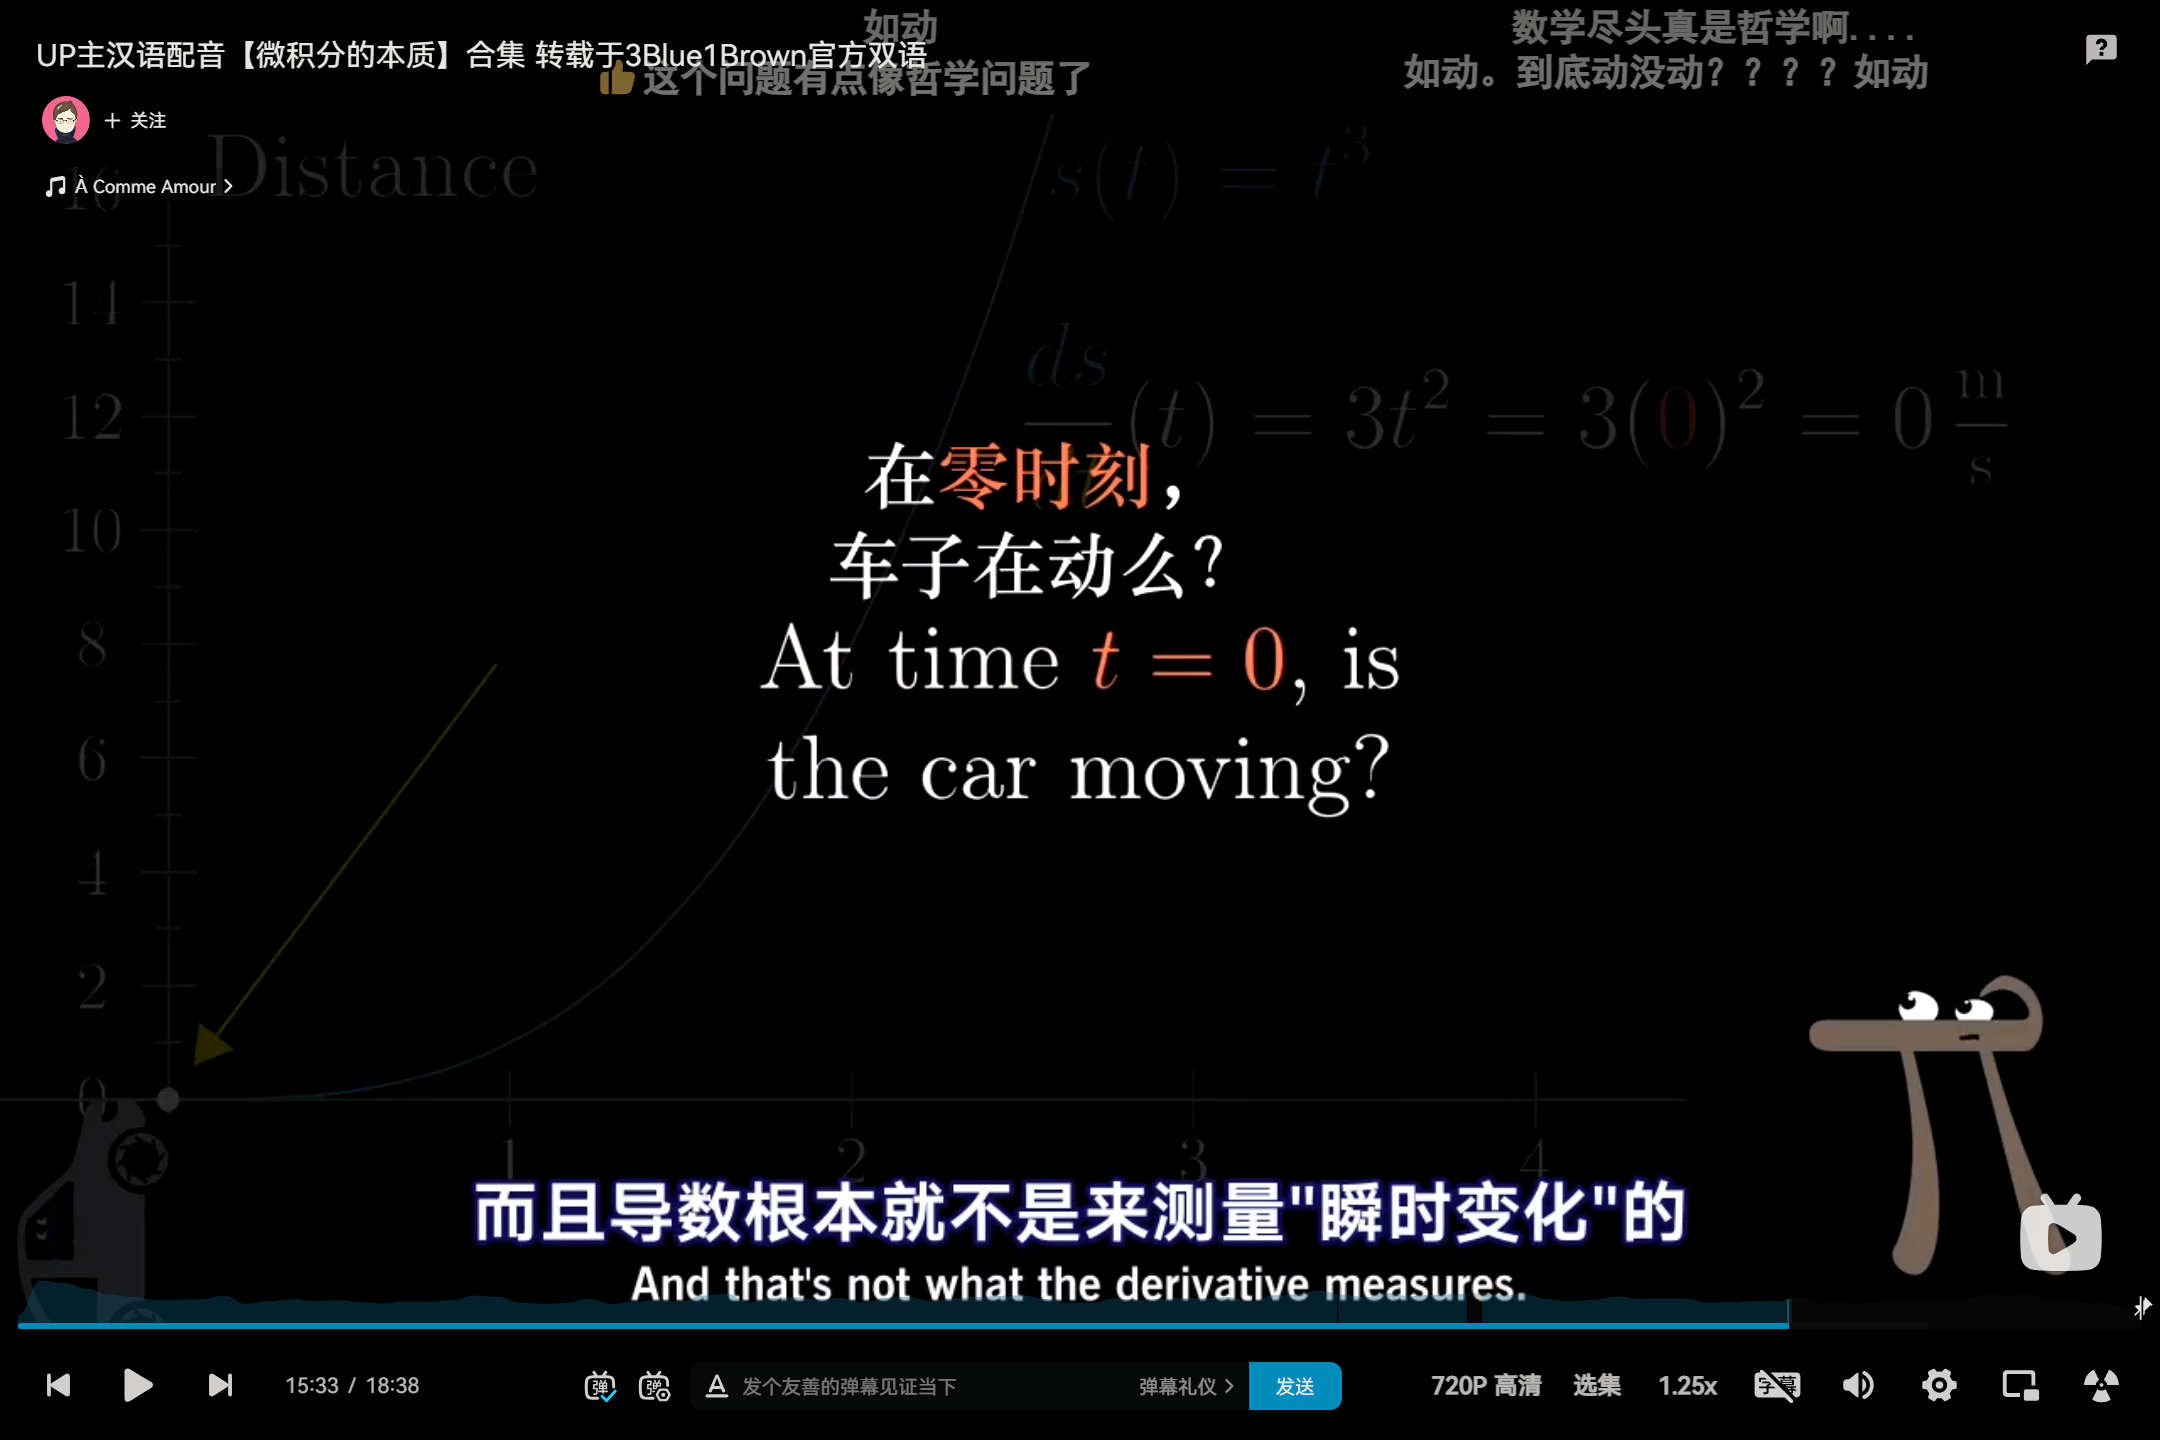 如动
数学尽头真是哲学啊....
UP主汉语配音【微积分的本质】合集 转载于3Blue1Brown官方双语
这个问题有点像哲学问题了
如动。到底动没动？？？？如动
+ 关注
À Comme Amour >
Distance
s(t) = t³
16
14
12
10
8
6
4
2
0
ds/dt (t) = 3t² = 3(0)² = 0 m/s
在零时刻，
车子在动么？
At time t = 0, is
the car moving?
1 2 3 4
而且导数根本就不是来测量"瞬时变化"的
And that's not what the derivative measures.
15:33 / 18:38
弹
弹
A 发个友善的弹幕见证当下
弹幕礼仪 >
发送
720P 高清
选集
1.25x
字幕